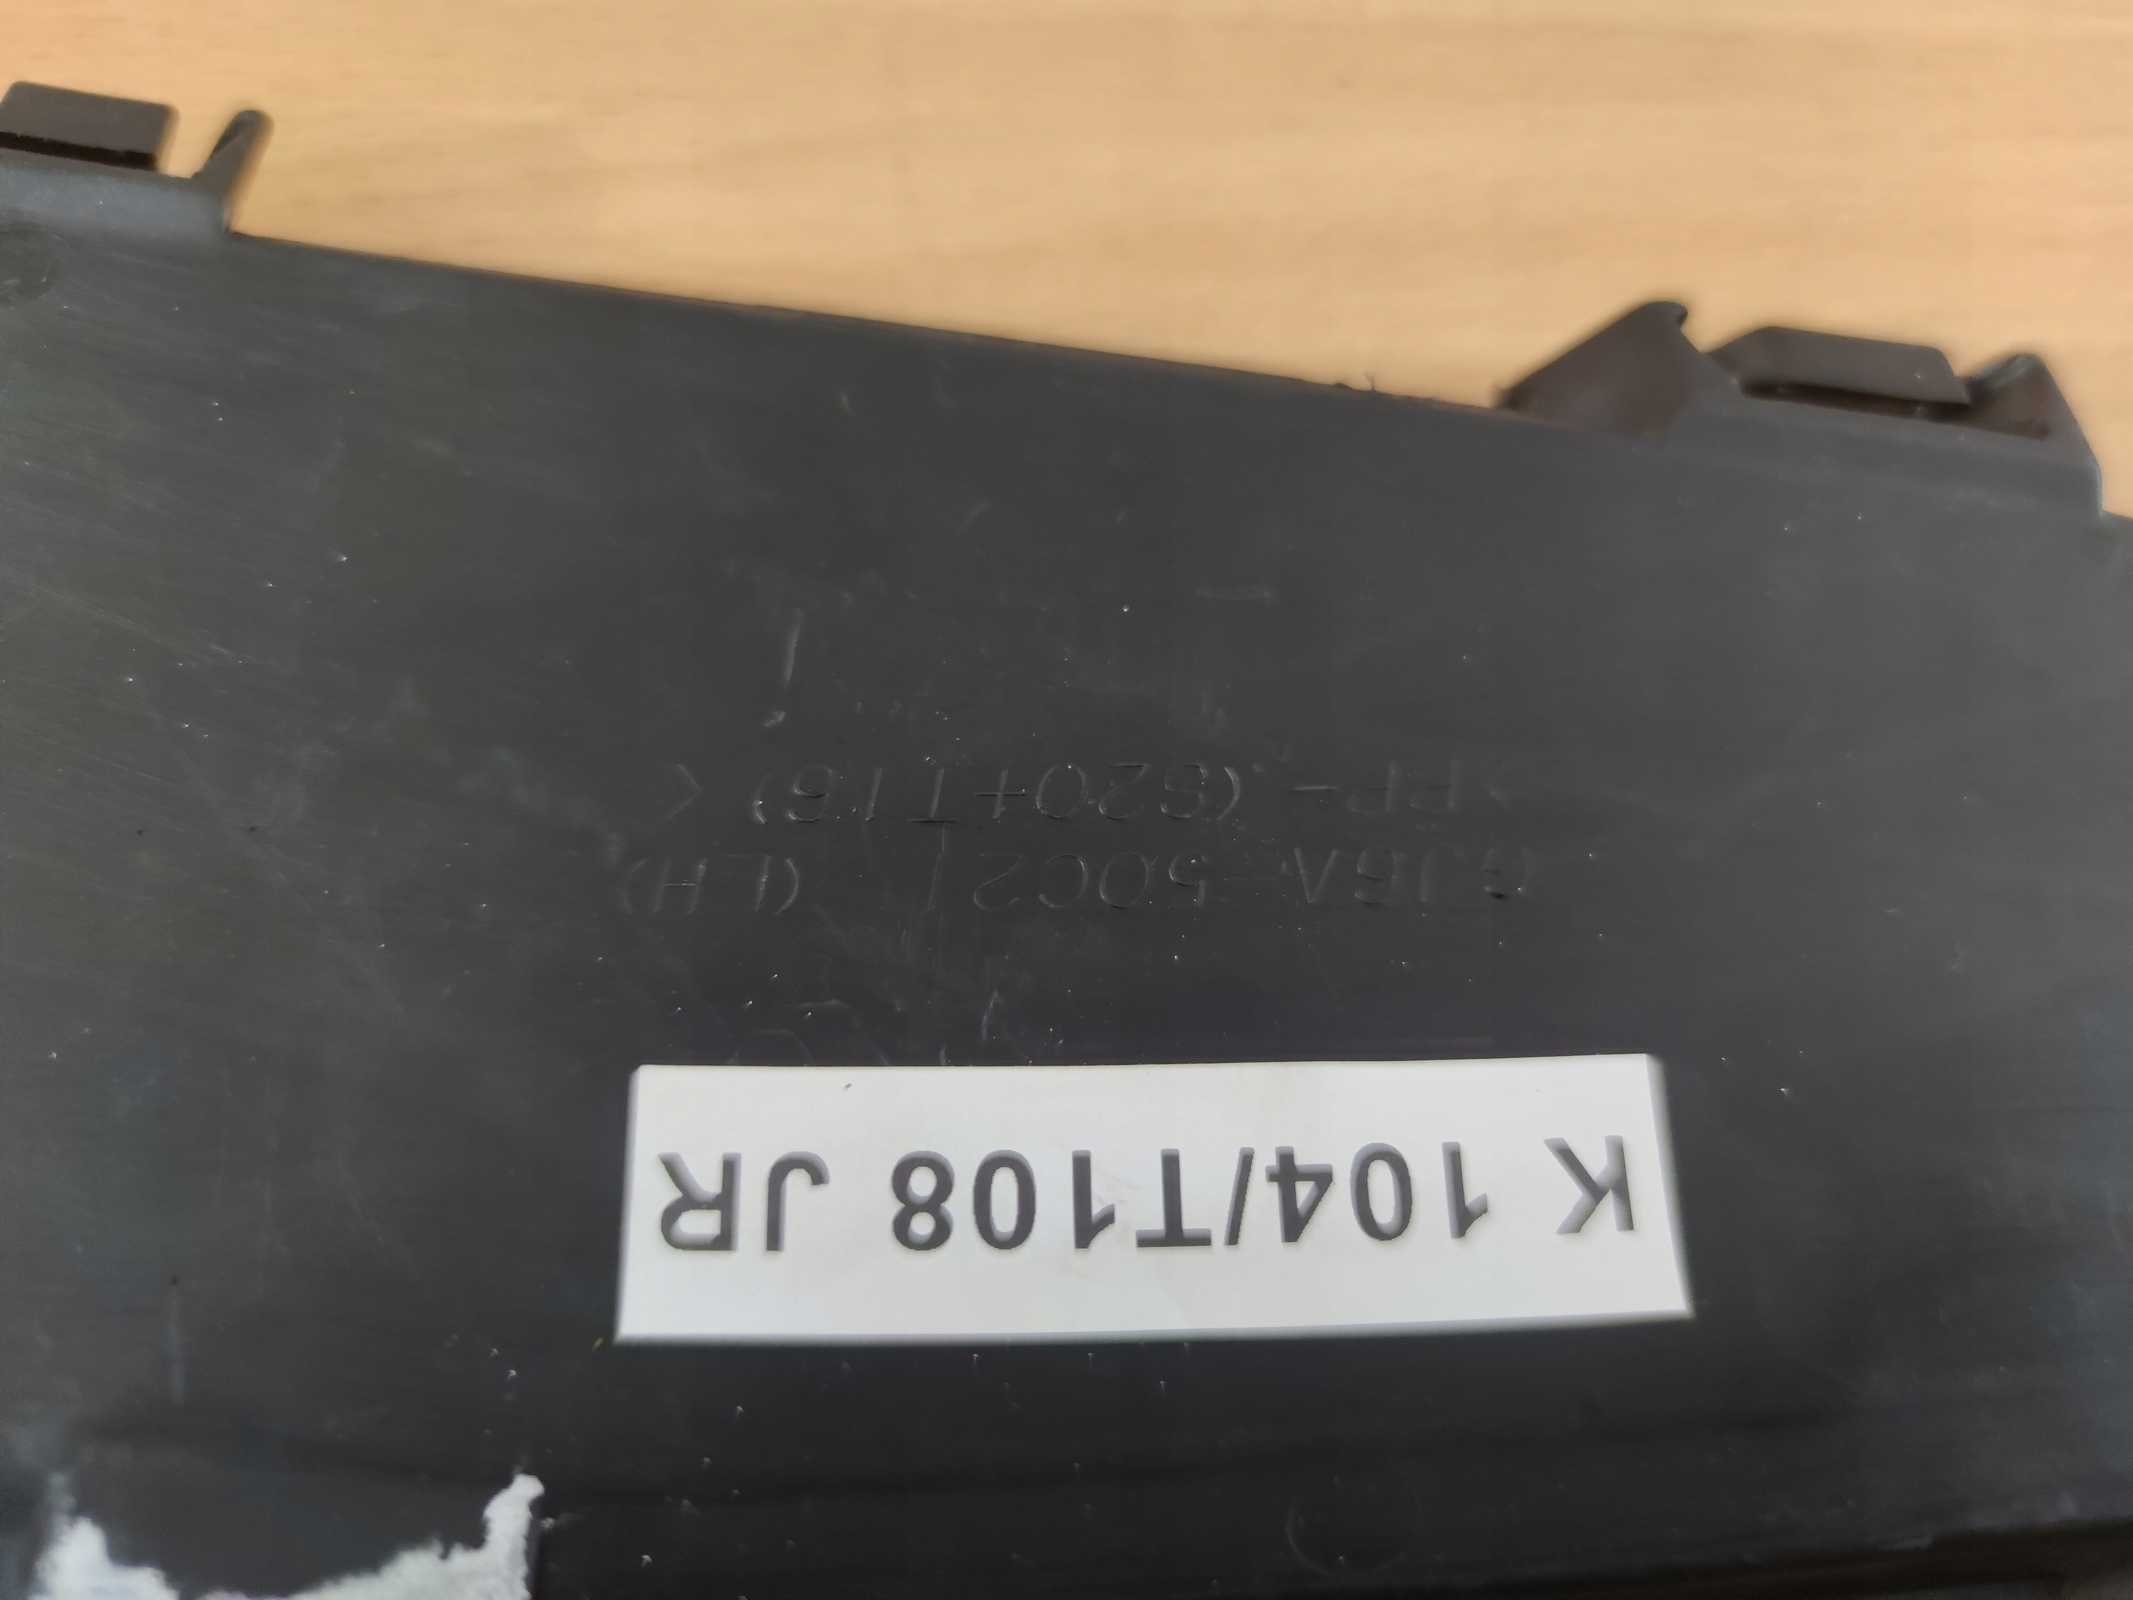 K 104/T108 JR
GJ6A-50C21 (LH)
>PP-(S20+T16)<